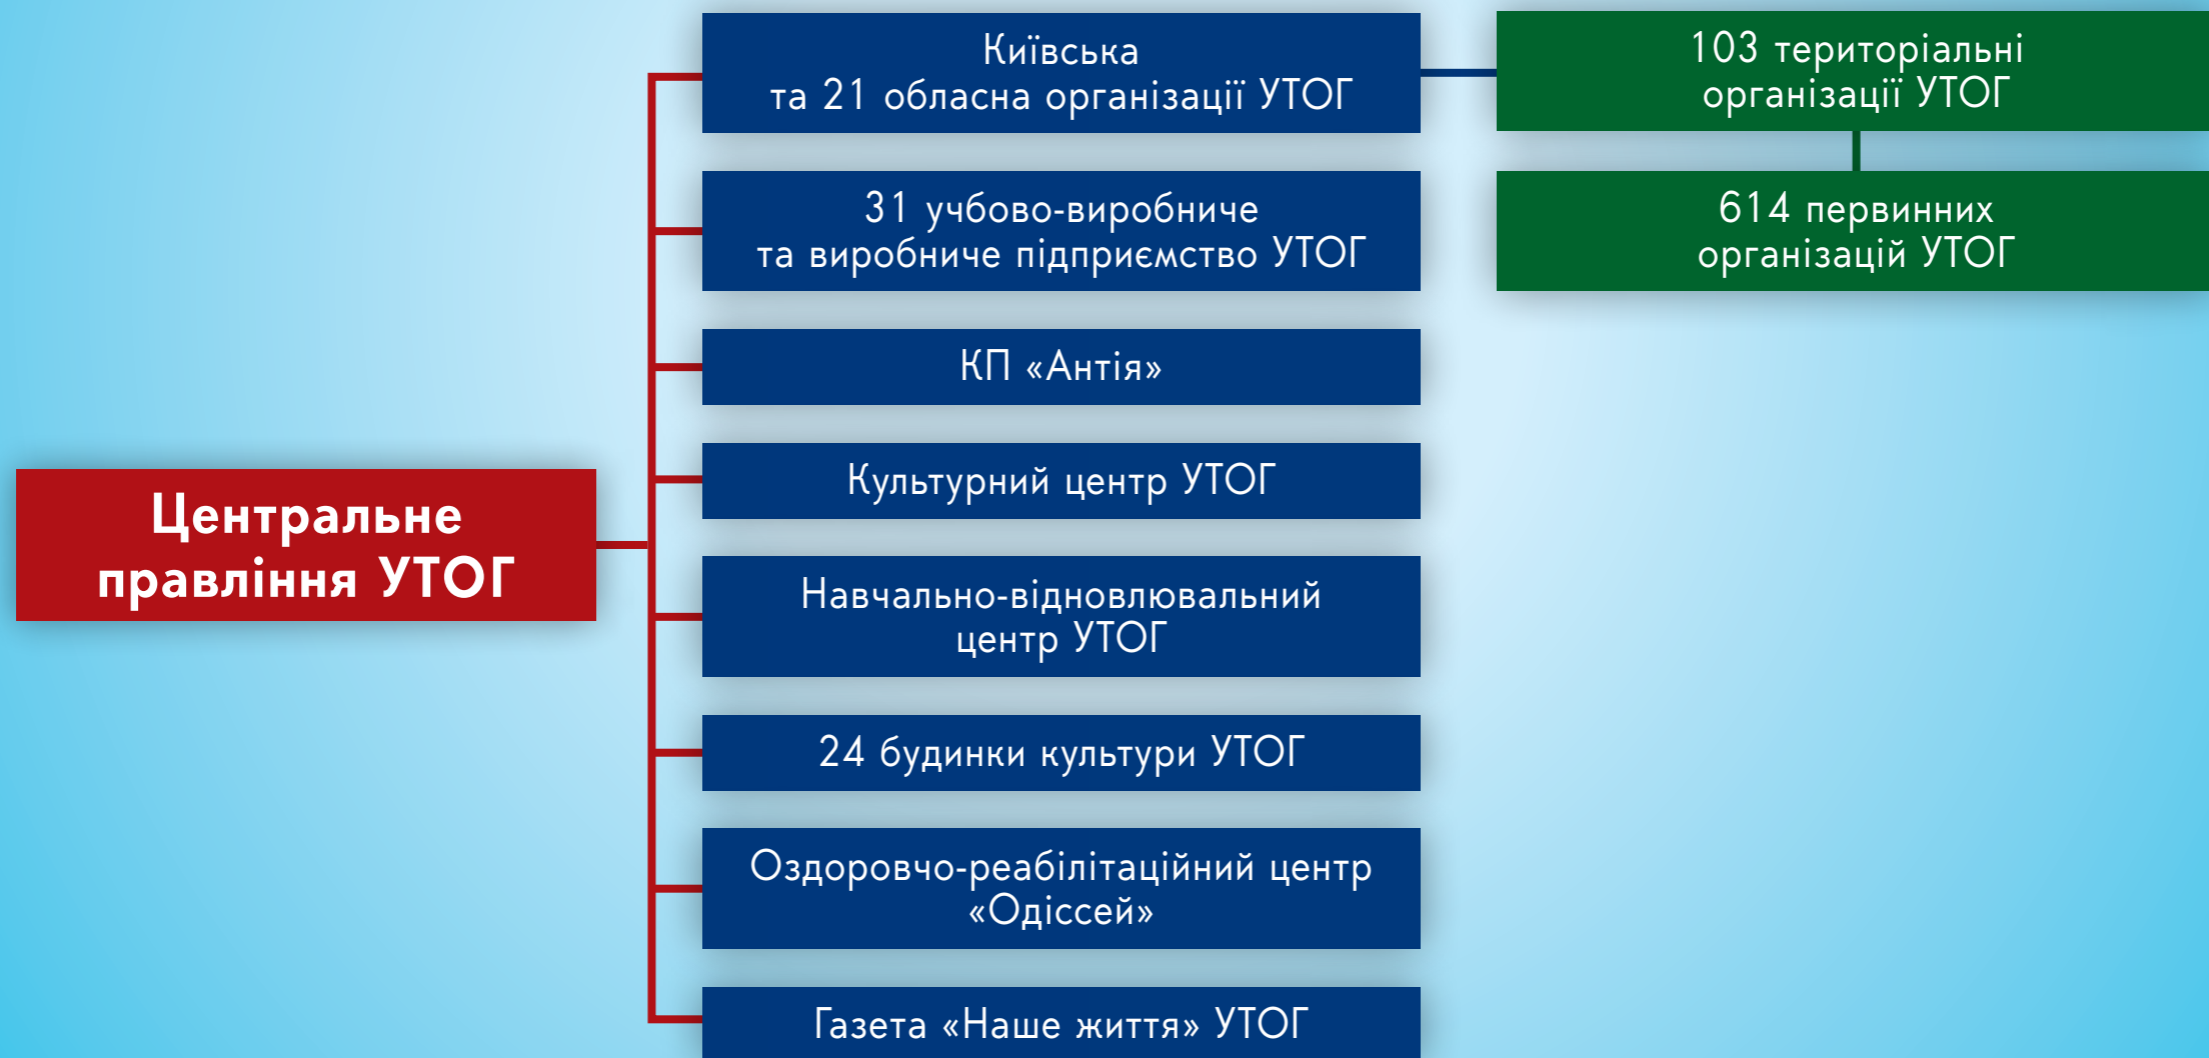 Київська
та 21 обласна організації УТОГ
103 територіальні
організації УТОГ
31 учбово-виробниче
та виробниче підприємство УТОГ
614 первинних
організацій УТОГ
КП «Антія»
Культурний центр УТОГ
Центральне
правління УТОГ
Навчально-відновлювальний
центр УТОГ
24 будинки культури УТОГ
Оздоровчо-реабілітаційний центр
«Одіссей»
Газета «Наше життя» УТОГ